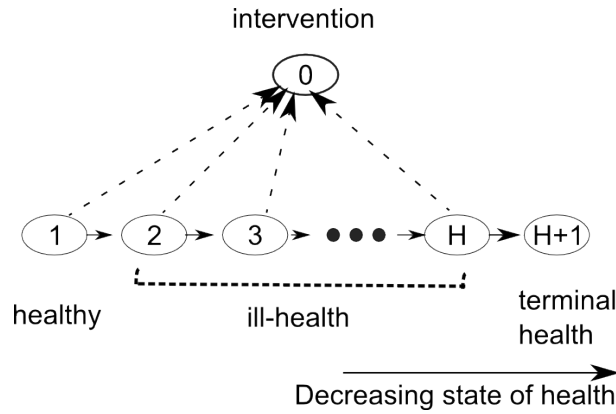 intervention
0
1 2 3 H H+1
healthy ill-health terminal
health
Decreasing state of health